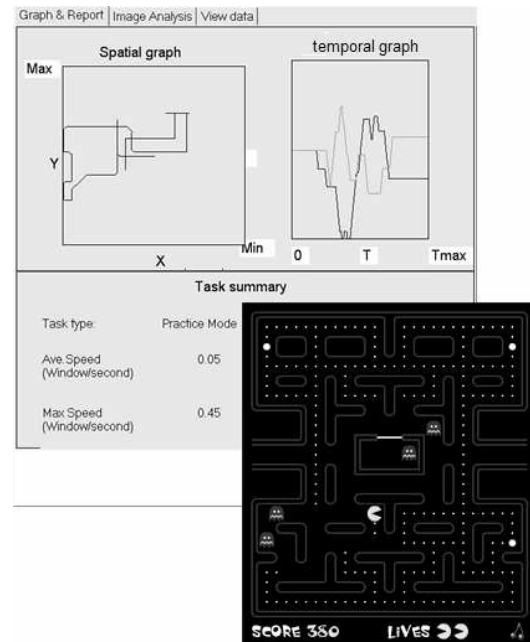 Graph & Report Image Analysis View data
Spatial graph
temporal graph
Max
Y
Min
X
0 T Tmax
Task summary
Task type: Practice Mode
Ave.Speed 0.05
(Window/second)
Max Speed 0.45
(Window/second)
SCORE 380 LIVES